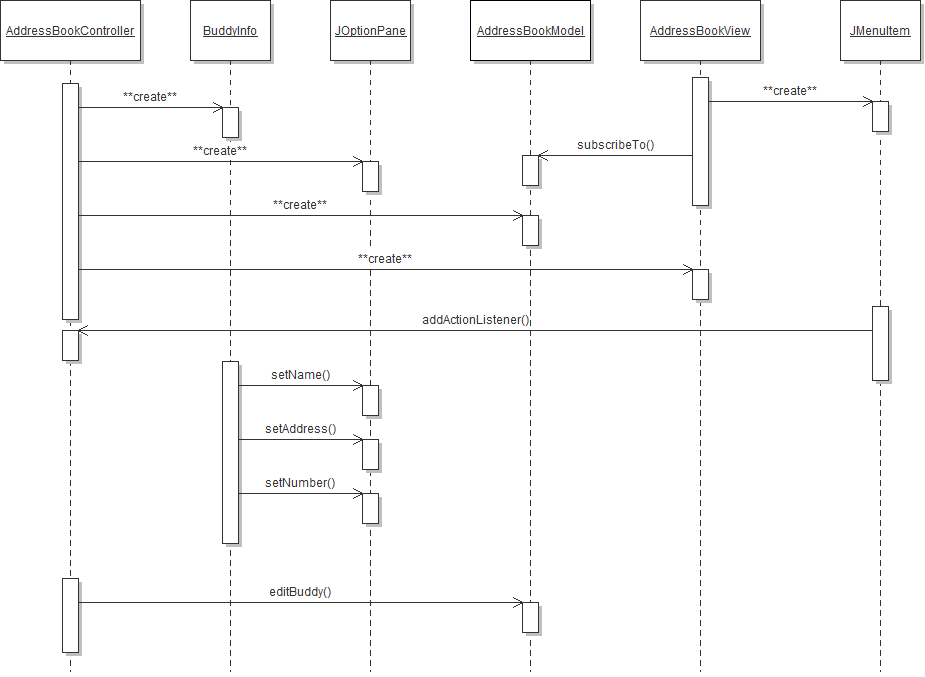 AddressBookController
BuddyInfo
JOptionPane
AddressBookModel
AddressBookView
JMenuItem
**create**
**create**
subscribeTo()
**create**
**create**
**create**
addActionListener()
setName()
setAddress()
setNumber()
editBuddy()